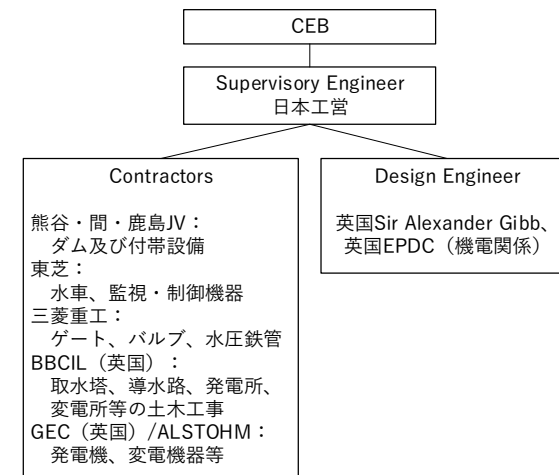 CEB
Supervisory Engineer
日本工営
Contractors
熊谷・間・鹿島JV：
ダム及び付帯設備
東芝：
水車、監視・制御機器
三菱重工：
ゲート、バルブ、水圧鉄管
BBCIL（英国）：
取水塔、導水路、発電所、
変電所等の土木工事
GEC（英国）/ALSTOHM：
発電機、変電機器等
Design Engineer
英国Sir Alexander Gibb、
英国EPDC（機電関係）